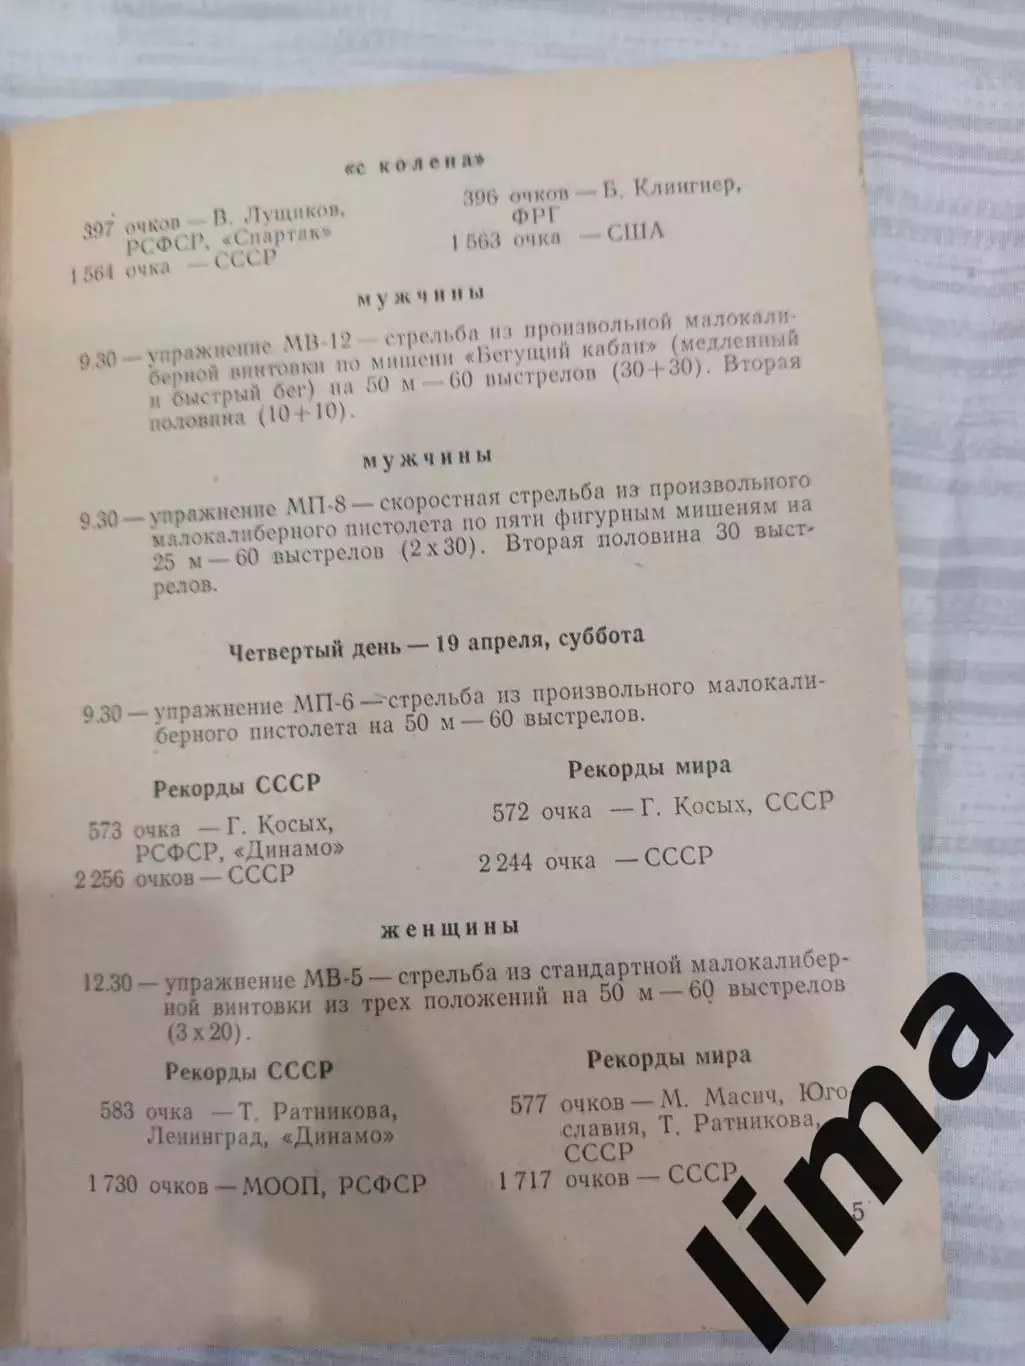 «с колена»
397 очков — В. Лущиков,
РСФСР, «Спартак»
1 564 очка — СССР
396 очков — Б. Клингнер,
ФРГ
1 563 очка — США
мужчины
9.30 — упражнение МВ-12 — стрельба из произвольной малокали-
берной винтовки по мишени «Бегущий кабан» (медленный
и быстрый бег) на 50 м — 60 выстрелов (30+30). Вторая
половина (10+10).
мужчины
9.30 — упражнение МП-8 — скоростная стрельба из произвольного
малокалиберного пистолета по пяти фигурным мишеням на
25 м — 60 выстрелов (2х30). Вторая половина 30 выст-
релов.
Четвертый день — 19 апреля, суббота
9.30 — упражнение МП-6 — стрельба из произвольного малокали-
берного пистолета на 50 м — 60 выстрелов.
Рекорды СССР
573 очка — Г. Косых,
РСФСР, «Динамо»
2 256 очков — СССР
Рекорды мира
572 очка — Г. Косых, СССР
2 244 очка — СССР
женщины
12.30 — упражнение МВ-5 — стрельба из стандартной малокалибер-
ной винтовки из трех положений на 50 м — 60 выстрелов
(3х20).
Рекорды СССР
583 очка — Т. Ратникова,
Ленинград, «Динамо»
1 730 очков — МООП, РСФСР
Рекорды мира
577 очков — М. Масич, Юго-
славия, Т. Ратникова,
СССР
1 717 очков — СССР
5
lima